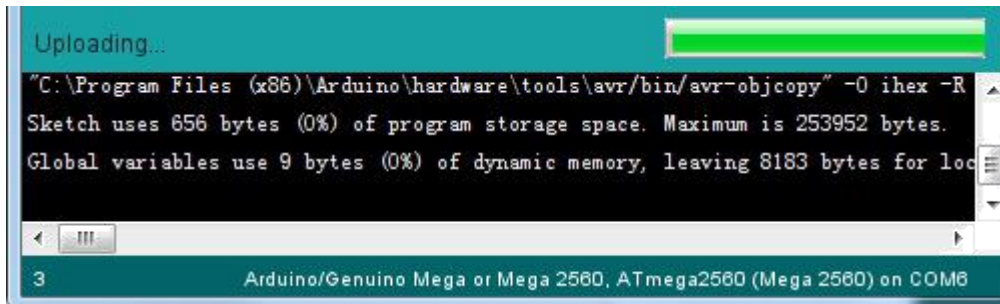 Uploading...
"C:\Program Files (x86)\Arduino\hardware\tools\avr/bin/avr-objcopy" -O ihex -R
Sketch uses 656 bytes (0%) of program storage space. Maximum is 253952 bytes.
Global variables use 9 bytes (0%) of dynamic memory, leaving 8183 bytes for loc
3 Arduino/Genuino Mega or Mega 2560, ATmega2560 (Mega 2560) on COM6